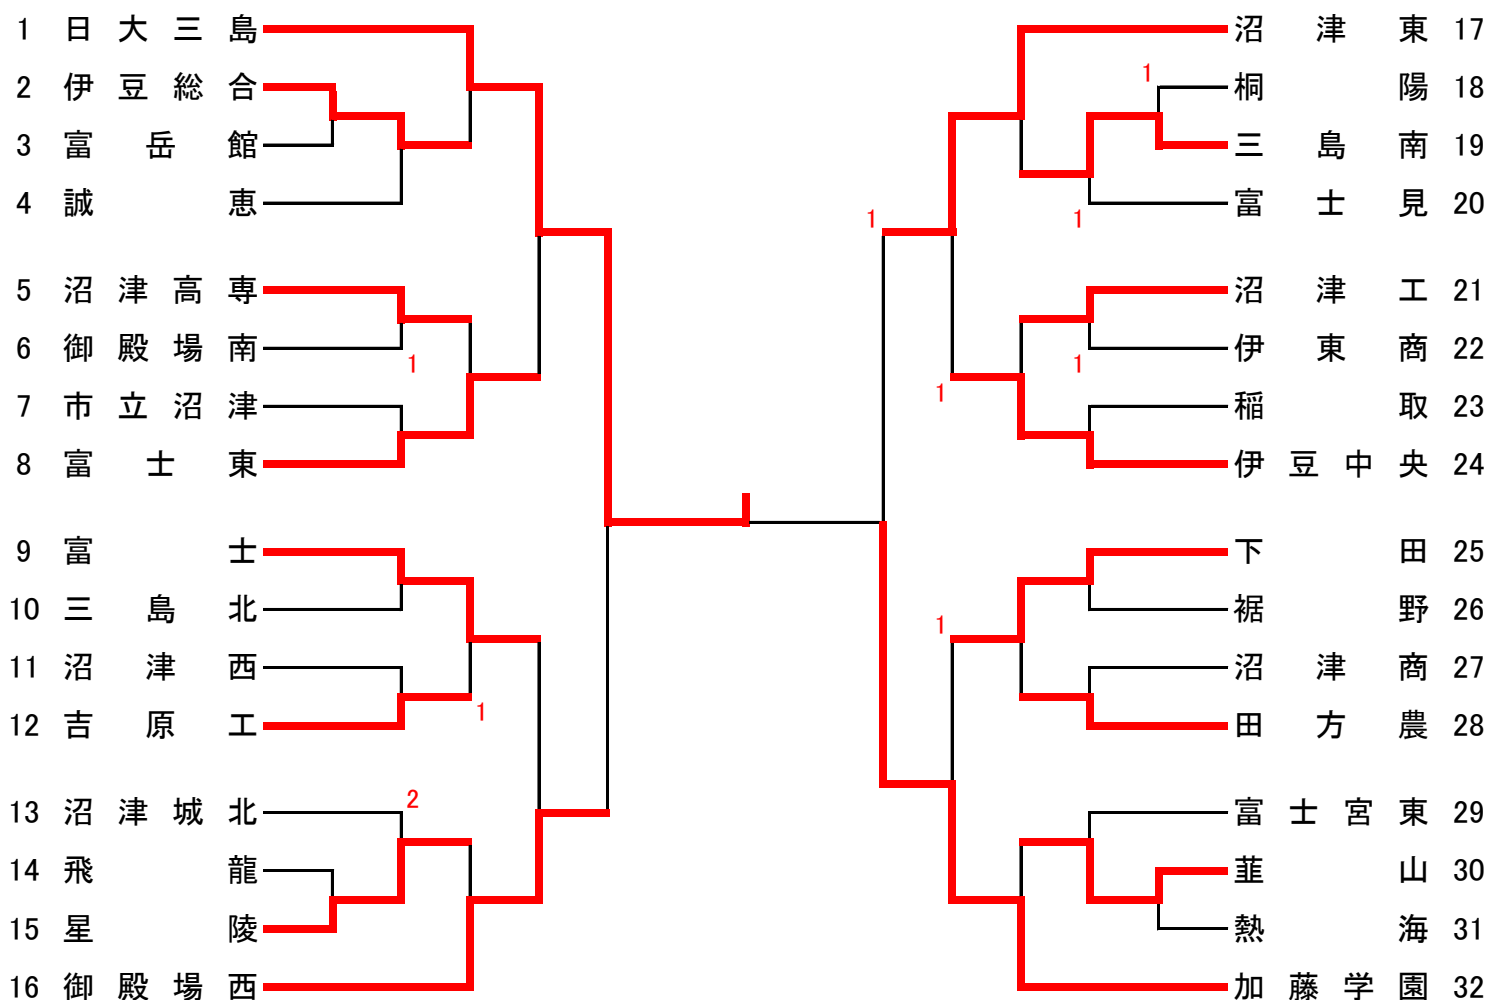 1 日大三島
2 伊豆総合
3 富岳館
4 誠恵
5 沼津高専
6 御殿場南
1
7 市立沼津
8 富士東
9 富士
10 三島北
11 沼津西
12 吉原工
1
13 沼津城北
2
14 飛龍
15 星陵
16 御殿場西
沼津東 17
1
桐陽 18
三島南 19
富士見 20
1
1
沼津工 21
伊東商 22
1
1
稲取 23
伊豆中央 24
下田 25
裾野 26
1
沼津商 27
田方農 28
富士宮東 29
韮山 30
熱海 31
加藤学園 32